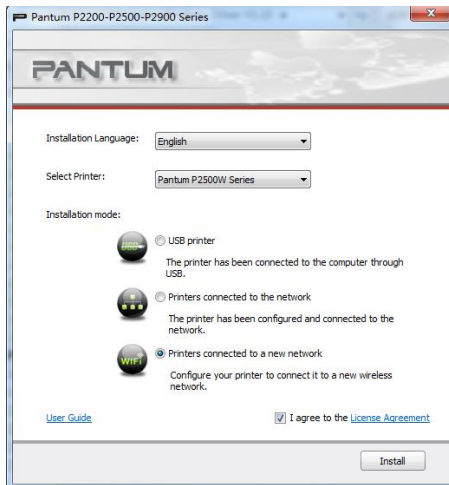 Pantum P2200-P2500-P2900 Series
PANTUM
Installation Language:
English
Select Printer:
Pantum P2500W Series
Installation mode:
USB printer
The printer has been connected to the computer through
USB.
Printers connected to the network
The printer has been configured and connected to the
network.
WiFi
Printers connected to a new network
Configure your printer to connect it to a new wireless
network.
User Guide
I agree to the License Agreement
Install